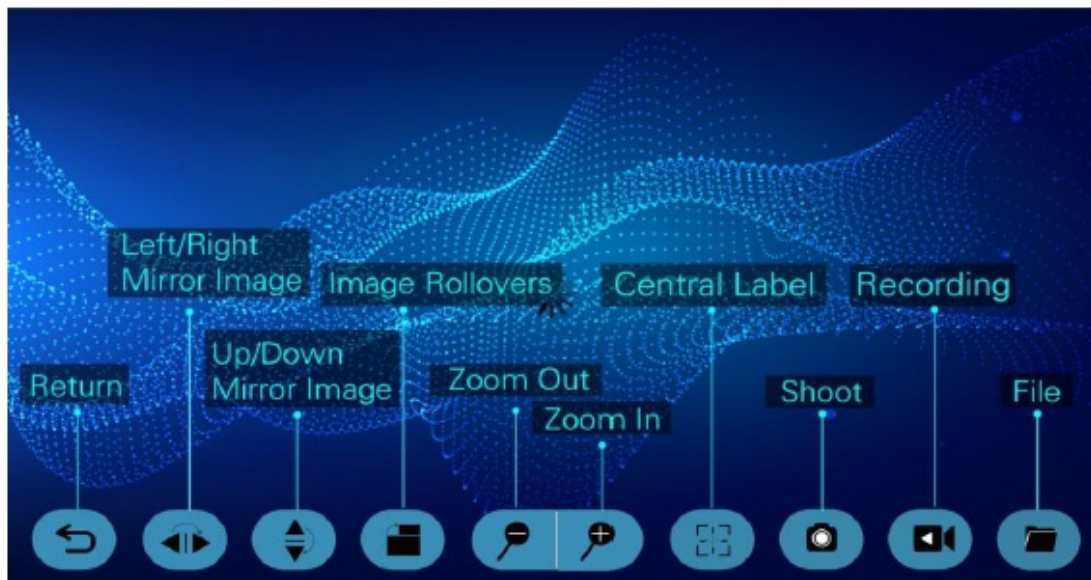 Left/Right
Mirror Image
Image Rollovers
Central Label
Recording
Up/Down
Mirror Image
Return
Zoom Out
Shoot
File
Zoom In